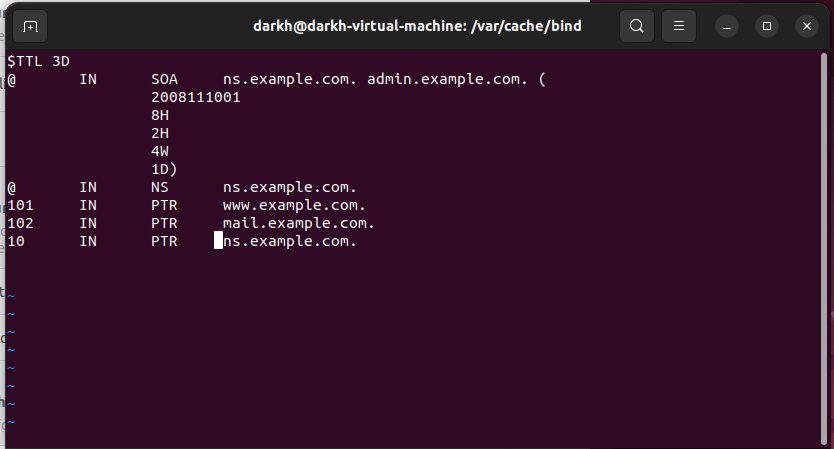 darkh@darkh-virtual-machine: /var/cache/bind
$TTL 3D
@ IN SOA ns.example.com. admin.example.com. (
2008111001
8H
2H
4W
1D)
@ IN NS ns.example.com.
101 IN PTR www.example.com.
102 IN PTR mail.example.com.
10 IN PTR ns.example.com.
~
~
~
~
~
~
~
~